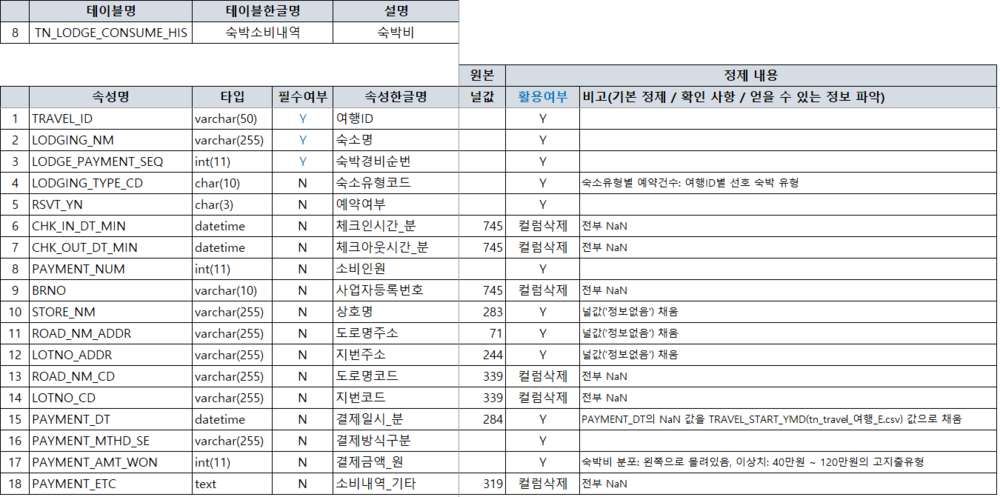 테이블명 테이블한글명 설명
8 TN_LODGE_CONSUME_HIS 숙박소비내역 숙박비
원본 정제 내용
속성명 타입 필수여부 속성한글명 널값 활용여부 비고(기본 정제 / 확인 사항 / 얻을 수 있는 정보 파악)
1 TRAVEL_ID varchar(50) Y 여행ID Y
2 LODGING_NM varchar(255) Y 숙소명 Y
3 LODGE_PAYMENT_SEQ int(11) Y 숙박경비순번 Y
4 LODGING_TYPE_CD char(10) N 숙소유형코드 Y 숙소유형별 예약건수: 여행ID별 선호 숙박 유형
5 RSVT_YN char(3) N 예약여부 Y
6 CHK_IN_DT_MIN datetime N 체크인시간_분 745 컬럼삭제 전부 NaN
7 CHK_OUT_DT_MIN datetime N 체크아웃시간_분 745 컬럼삭제 전부 NaN
8 PAYMENT_NUM int(11) N 소비인원 Y
9 BRNO varchar(10) N 사업자등록번호 745 컬럼삭제 전부 NaN
10 STORE_NM varchar(255) N 상호명 283 Y 널값('정보없음') 채움
11 ROAD_NM_ADDR varchar(255) N 도로명주소 71 Y 널값('정보없음') 채움
12 LOTNO_ADDR varchar(255) N 지번주소 244 Y 널값('정보없음') 채움
13 ROAD_NM_CD varchar(255) N 도로명코드 339 컬럼삭제 전부 NaN
14 LOTNO_CD varchar(255) N 지번코드 339 컬럼삭제 전부 NaN
15 PAYMENT_DT datetime N 결제일시_분 284 Y PAYMENT_DT의 NaN 값을 TRAVEL_START_YMD(tn_travel_여행_E.csv) 값으로 채움
16 PAYMENT_MTHD_SE varchar(255) N 결제방식구분 Y
17 PAYMENT_AMT_WON int(11) N 결제금액_원 Y 숙박비 분포: 왼쪽으로 몰려있음, 이상치: 40만원 ~ 120만원의 고지출유형
18 PAYMENT_ETC text N 소비내역_기타 319 컬럼삭제 전부 NaN